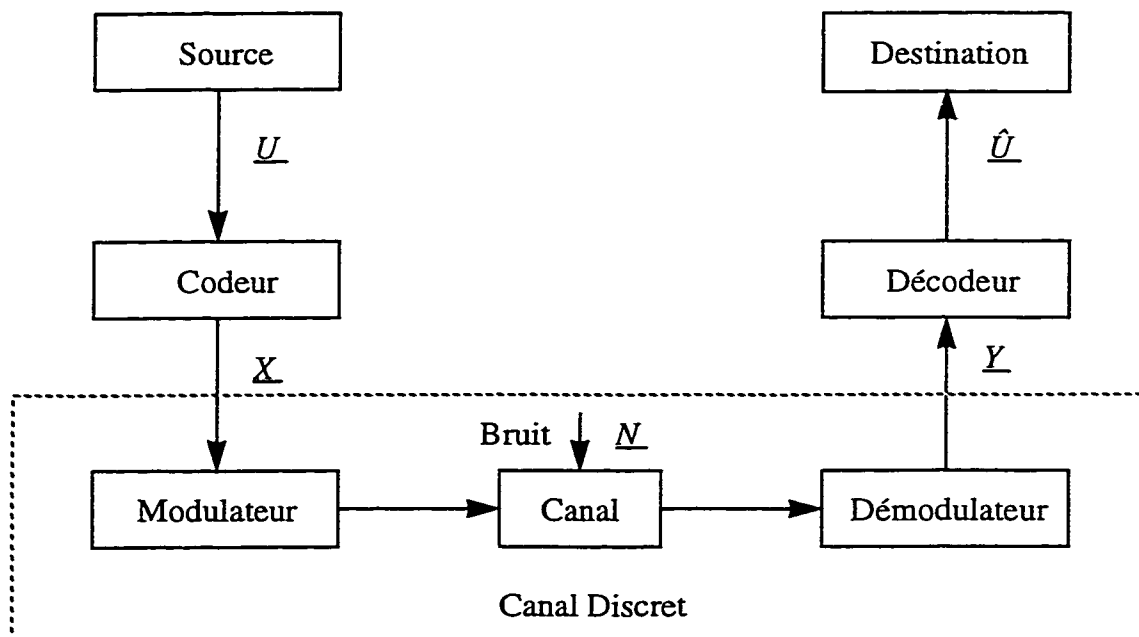 Source
Destination
U
Û
Codeur
Décodeur
X
Y
Bruit
N
Modulateur
Canal
Démodulateur
Canal Discret